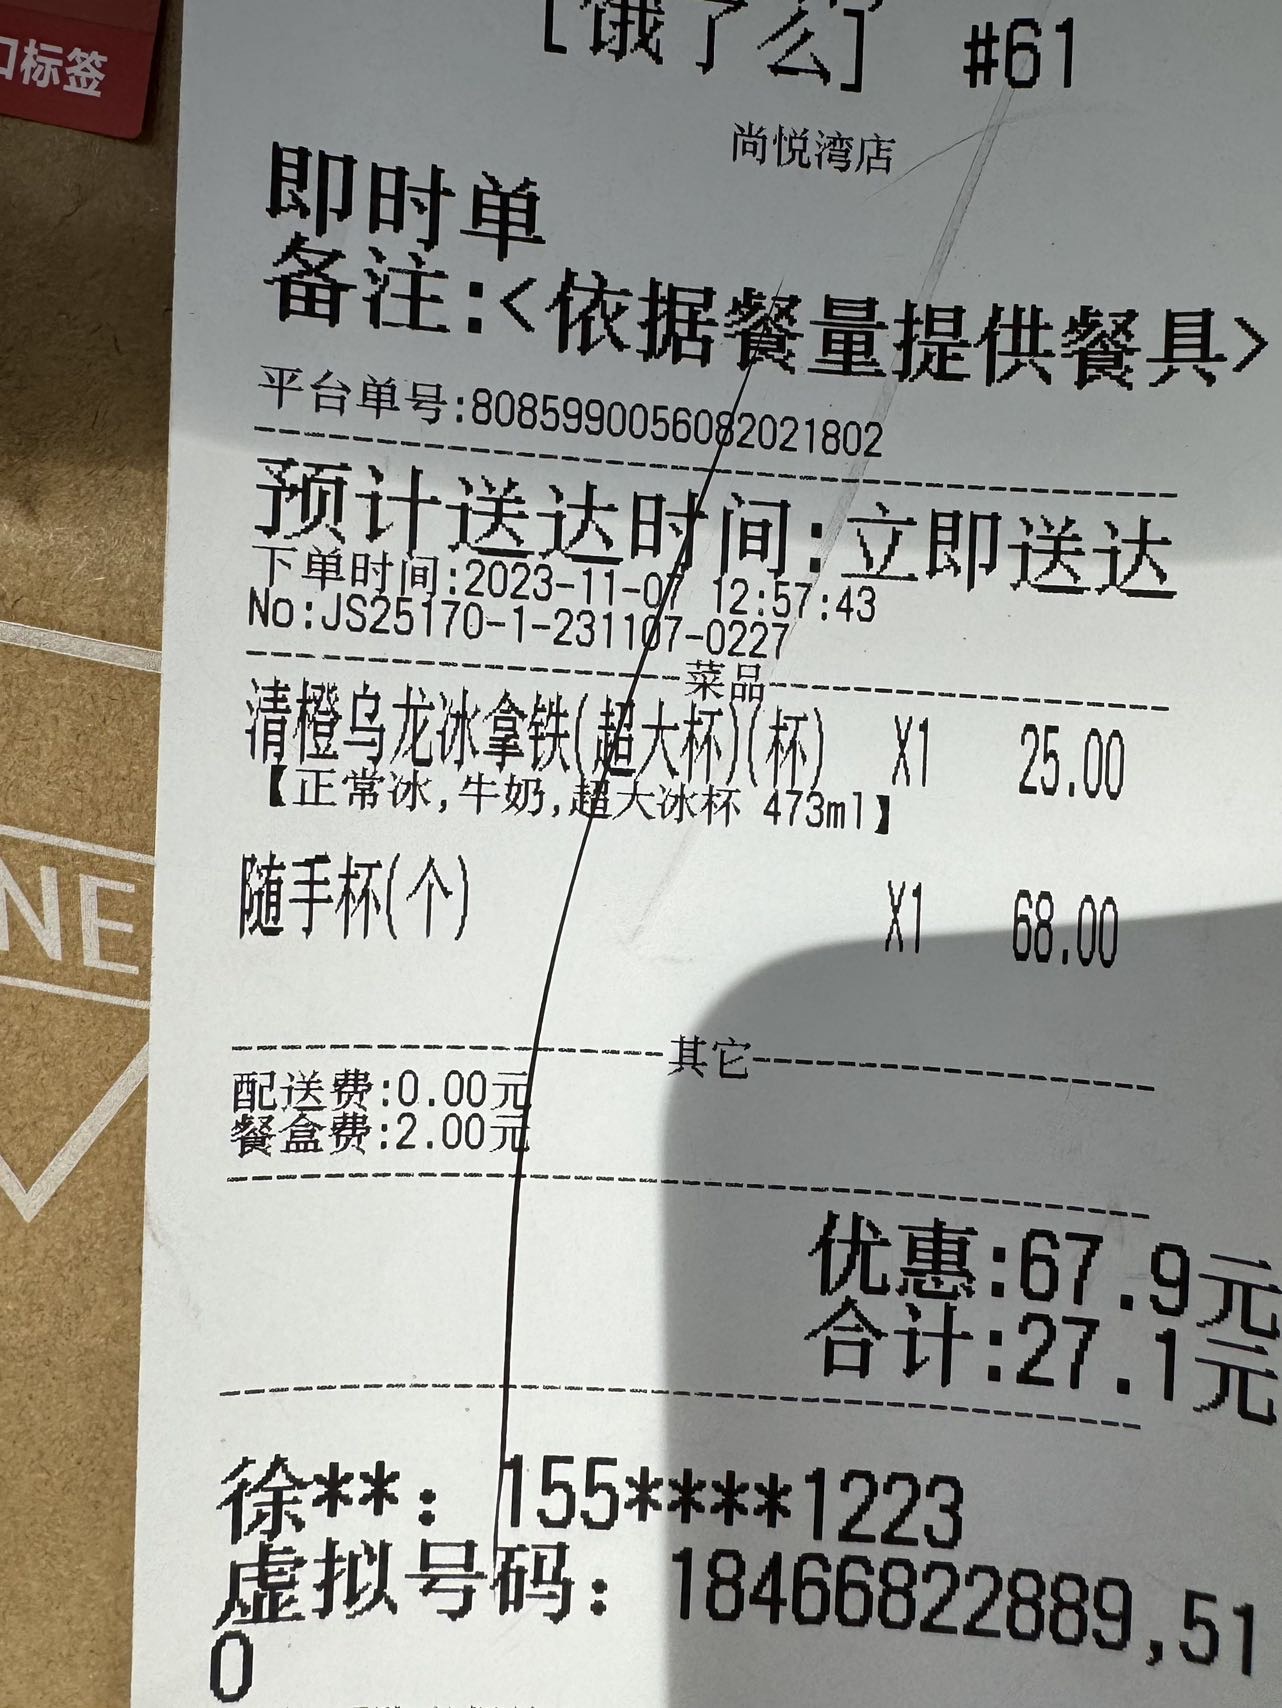 口标签
[饿了么] #61
尚悦湾店
即时单
备注:<依据餐量提供餐具>
平台单号:8085990056082021802
预计送达时间:立即送达
下单时间:2023-11-07 12:57:43
No:JS25170-1-231107-0227
菜品
清橙乌龙冰拿铁(超大杯)(杯) X1 25.00
【正常冰,牛奶,超大冰杯 473ml】
随手杯(个) X1 68.00
NE
其它
配送费:0.00元
餐盒费:2.00元
优惠:67.9元
合计:27.1元
徐**: 155****1223
虚拟号码: 18466822889,51
0